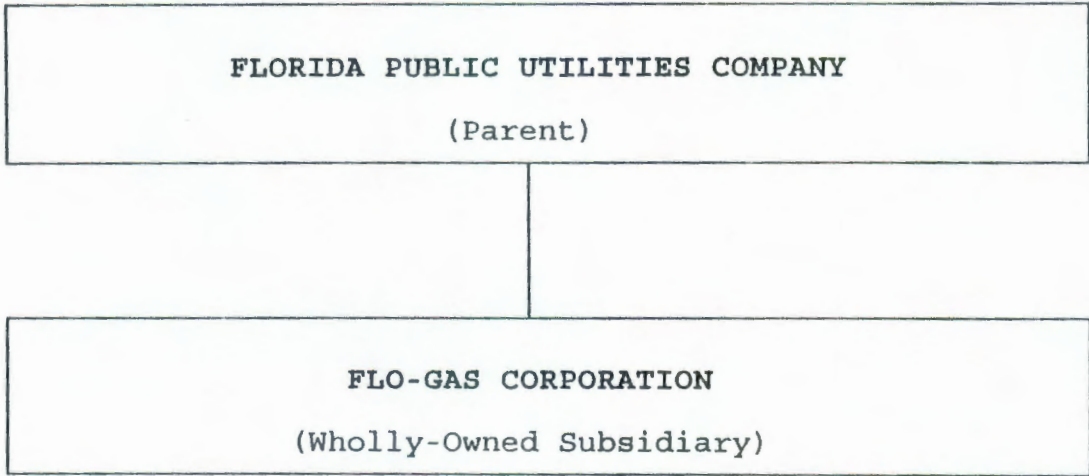 FLORIDA PUBLIC UTILITIES COMPANY
(Parent)
FLO-GAS CORPORATION
(Wholly-Owned Subsidiary)